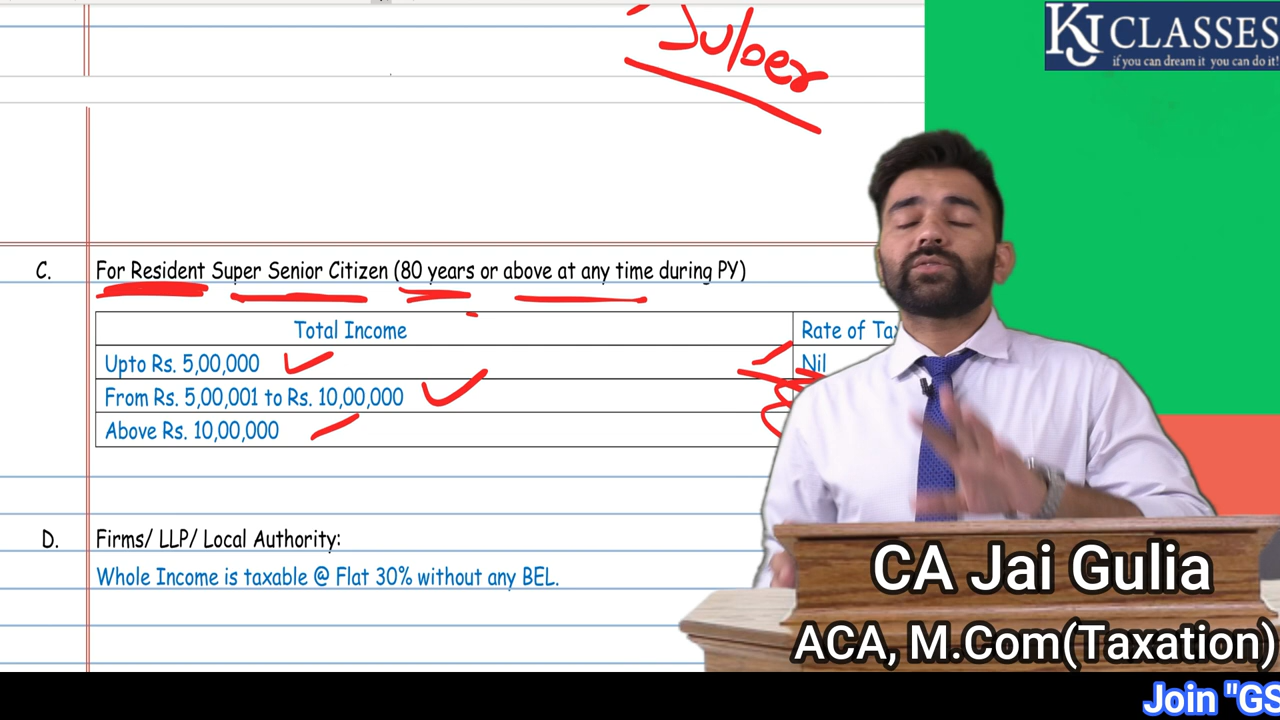 KJ CLASSES
if you can dream it you can do it!
C. For Resident Super Senior Citizen (80 years or above at any time during PY)
Total Income Rate of Ta
Upto Rs. 5,00,000 Nil
From Rs. 5,00,001 to Rs. 10,00,000
Above Rs. 10,00,000
D. Firms/ LLP/ Local Authority:
Whole Income is taxable @ Flat 30% without any BEL.
CA Jai Gulia
ACA, M.Com(Taxation)
Join "GS